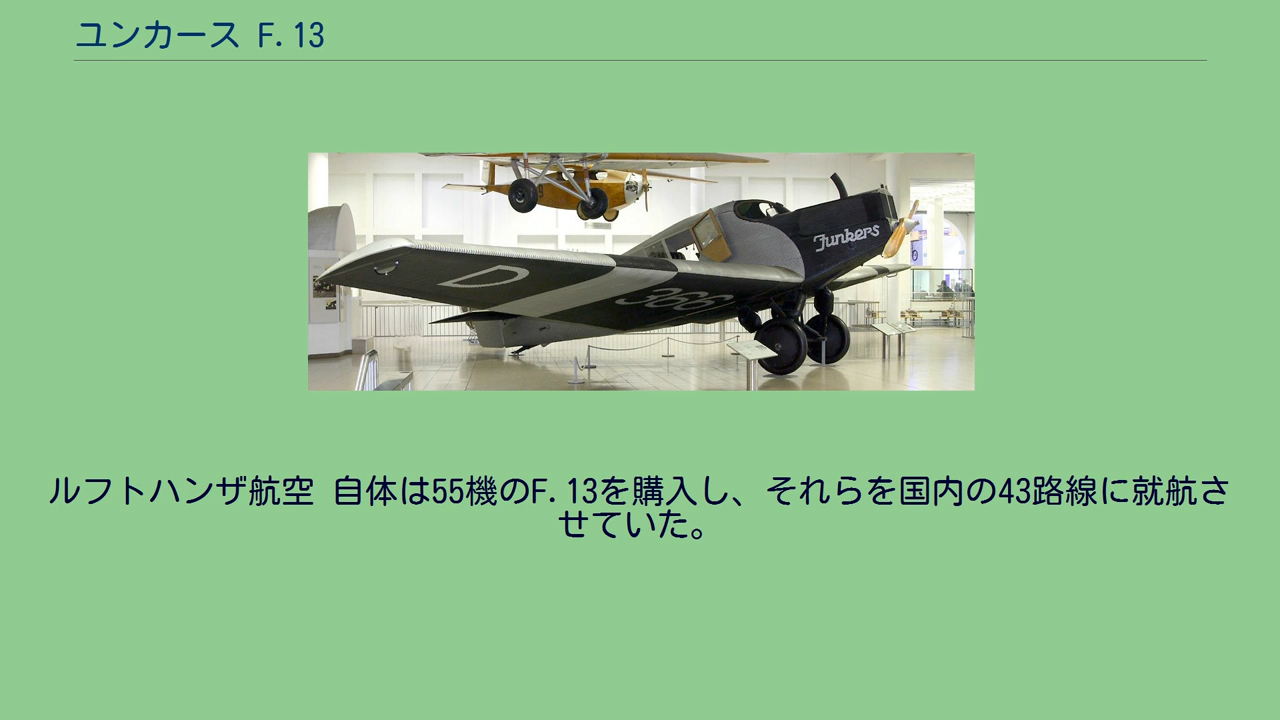 ユンカース F.13
Junkers
D
366
ルフトハンザ航空 自体は55機のF.13を購入し、それらを国内の43路線に就航さ
せていた。